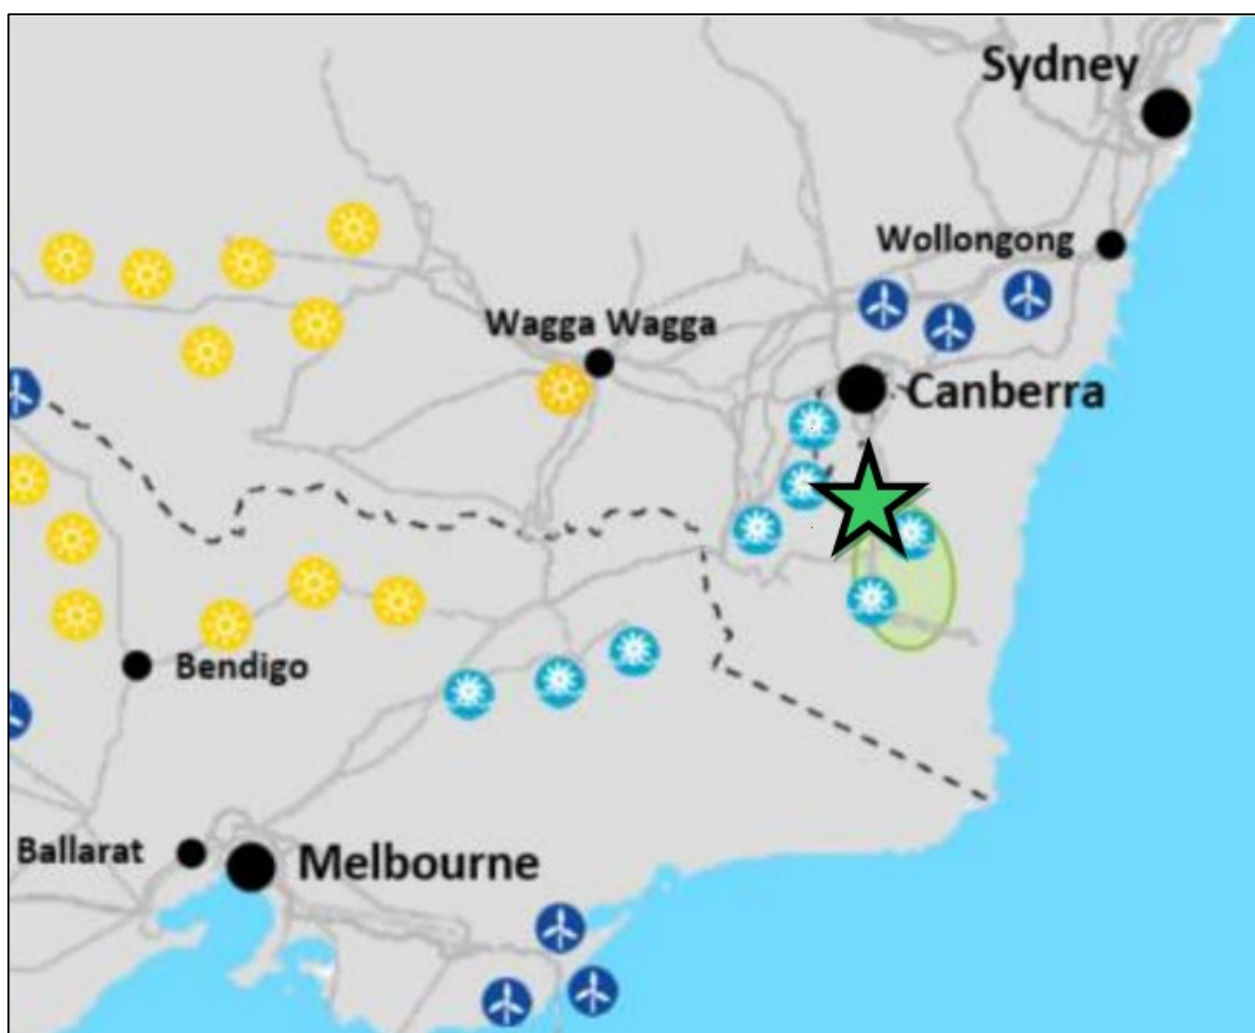 Sydney
Wollongong
Wagga Wagga
Canberra
Bendigo
Ballarat
Melbourne